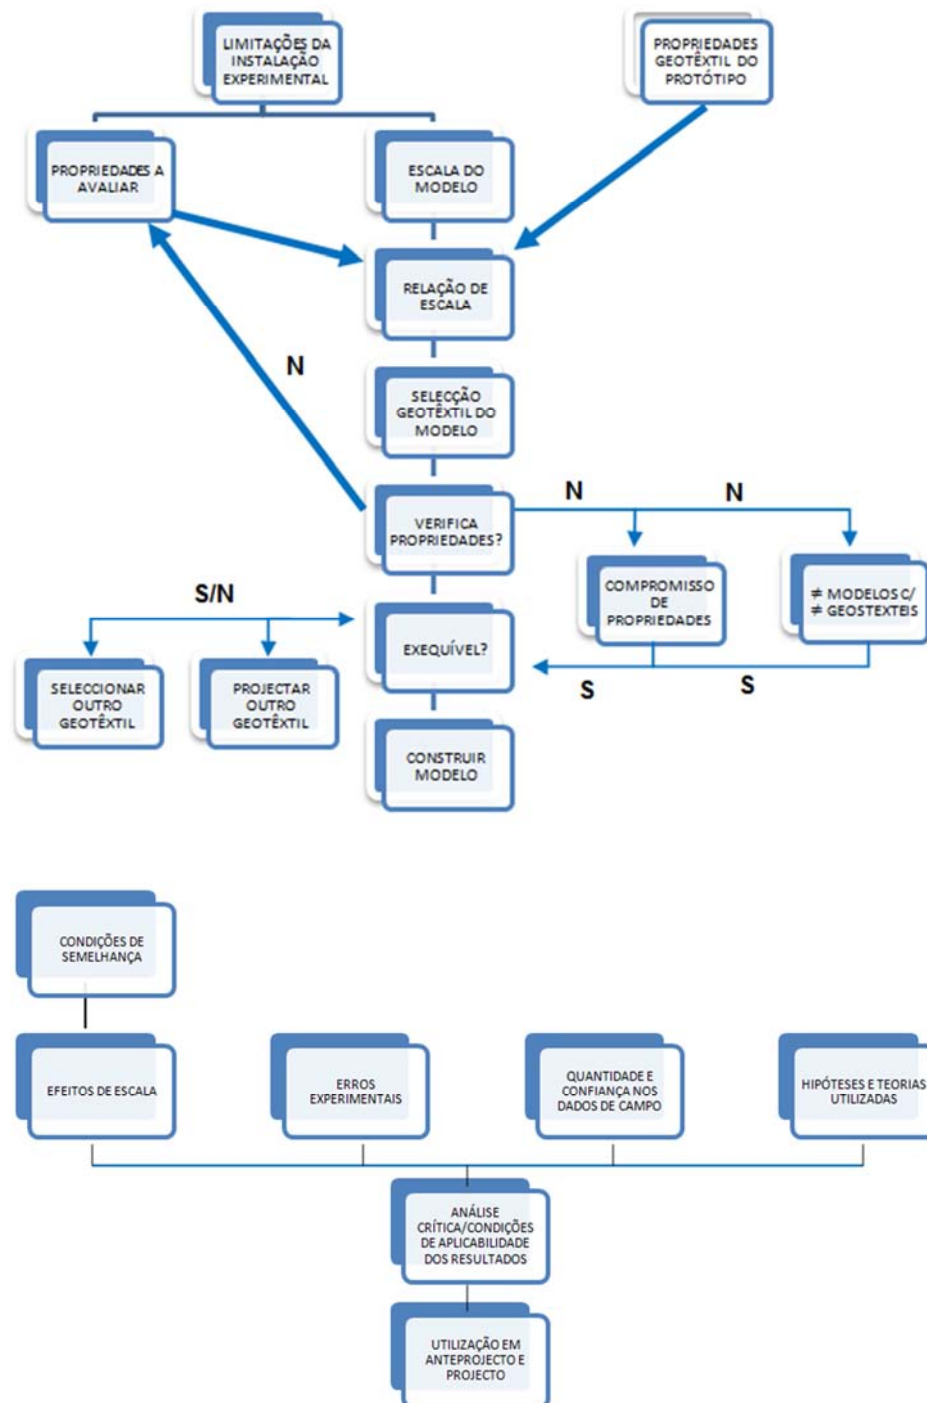 LIMITAÇÕES DA
INSTALAÇÃO
EXPERIMENTAL
PROPRIEDADES
GEOTÊXTIL DO
PROTÓTIPO
PROPRIEDADES A
AVALIAR
ESCALA DO
MODELO
RELAÇÃO DE
ESCALA
N
SELECÇÃO
GEOTÊXTIL DO
MODELO
VERIFICA
PROPRIEDADES?
N
N
COMPROMISSO
DE
PROPRIEDADES
≠ MODELOS C/
≠ GEOSTEXTEIS
S/N
EXEQUÍVEL?
S
S
SELECCIONAR
OUTRO
GEOTÊXTIL
PROJECTAR
OUTRO
GEOTÊXTIL
CONSTRUIR
MODELO
CONDIÇÕES DE
SEMELHANÇA
EFEITOS DE ESCALA
ERROS
EXPERIMENTAIS
QUANTIDADE E
CONFIANÇA NOS
DADOS DE CAMPO
HIPÓTESES E TEORIAS
UTILIZADAS
ANÁLISE
CRÍTICA/CONDIÇÕES
DE APLICABILIDADE
DOS RESULTADOS
UTILIZAÇÃO EM
ANTEPROJECTO E
PROJECTO